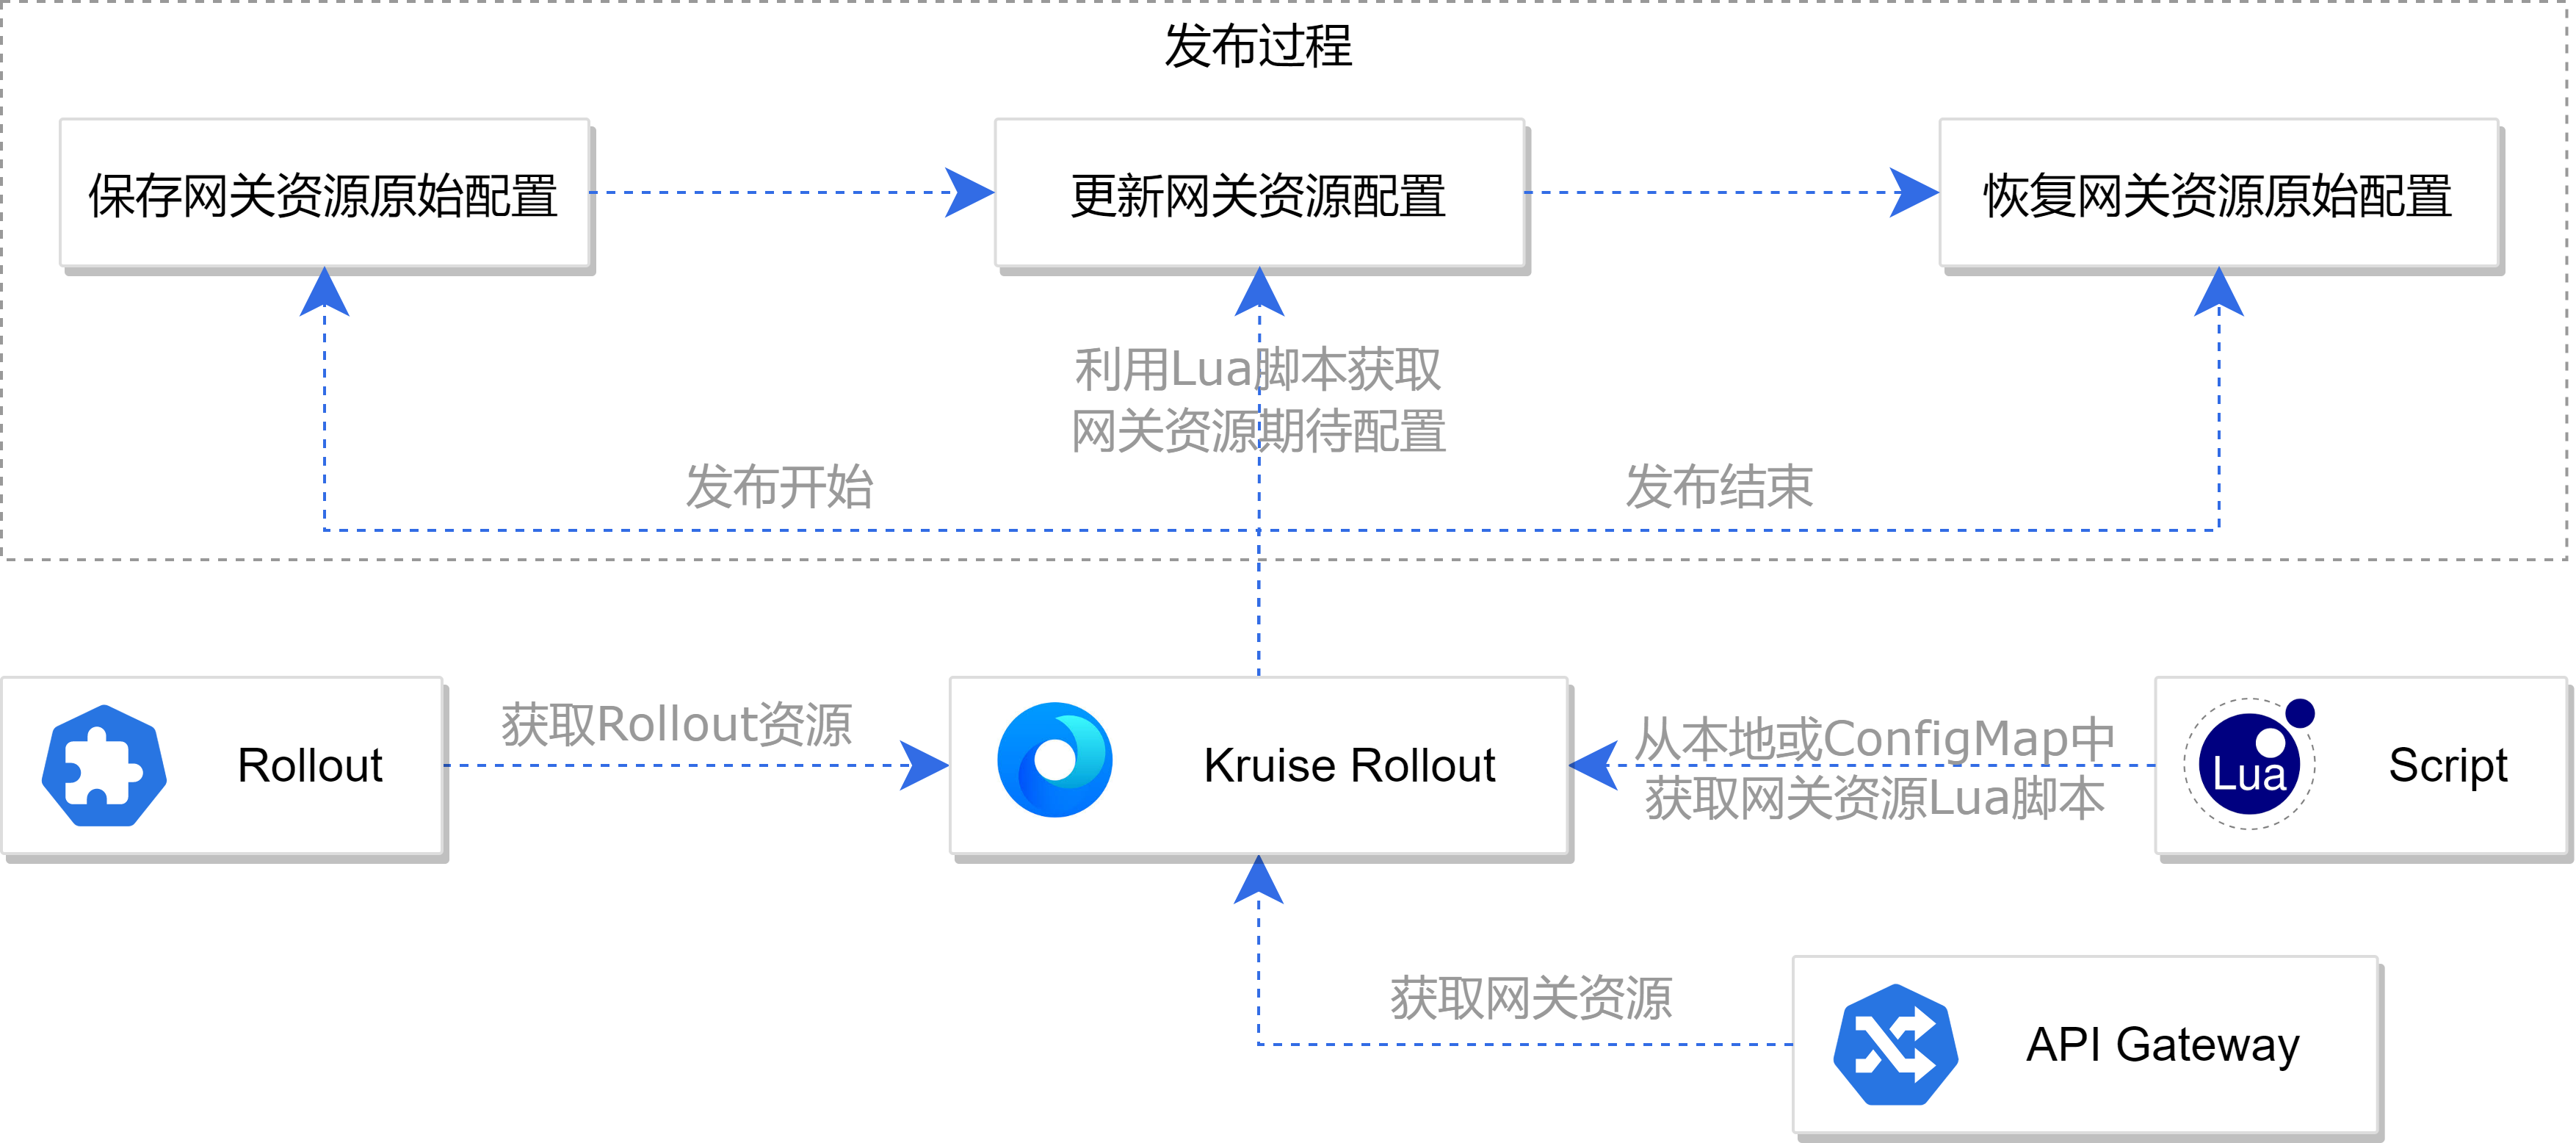 发布过程
保存网关资源原始配置
更新网关资源配置
恢复网关资源原始配置
利用Lua脚本获取
网关资源期待配置
发布开始
发布结束
Rollout
获取Rollout资源
Kruise Rollout
从本地或ConfigMap中
获取网关资源Lua脚本
Lua
Script
获取网关资源
API Gateway